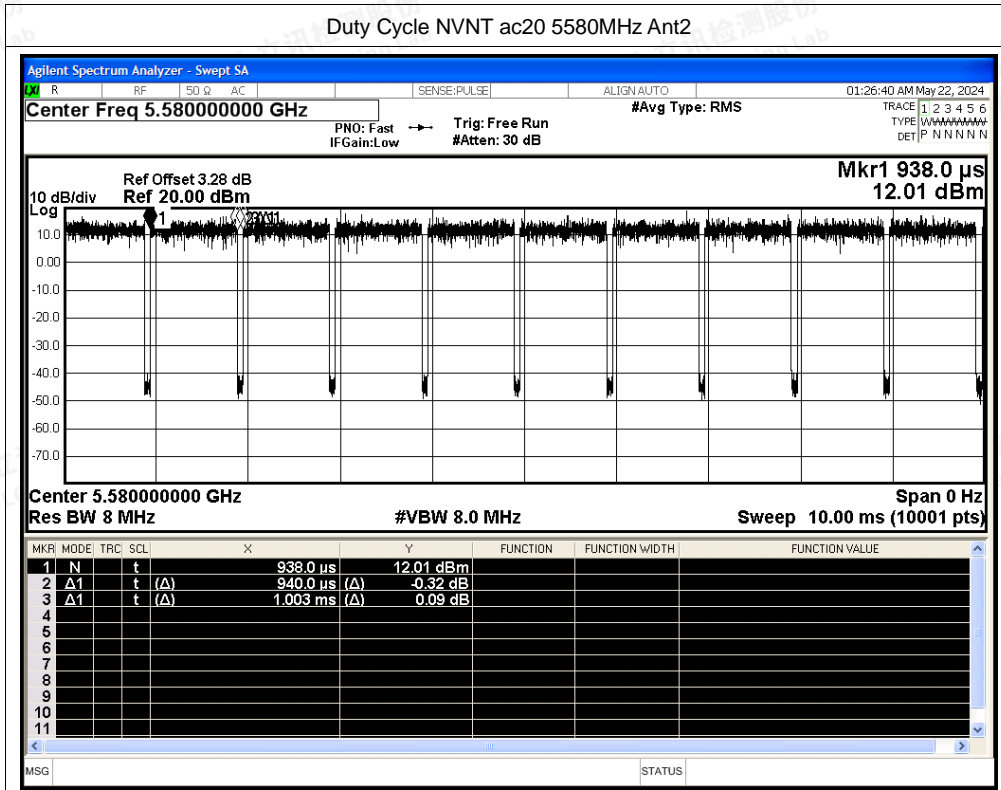 Duty Cycle NVNT ac20 5580MHz Ant2
Agilent Spectrum Analyzer - Swept SA
LXI R RF 50 Ω AC SENSE:PULSE ALIGN AUTO 01:26:40 AM May 22, 2024
Center Freq 5.580000000 GHz #Avg Type: RMS TRACE 1 2 3 4 5 6
PNO: Fast Trig: Free Run TYPE WWWWWW
IFGain:Low #Atten: 30 dB DET P N N N N N
Mkr1 938.0 µs
Ref Offset 3.28 dB
10 dB/div Ref 20.00 dBm 12.01 dBm
Log
1
10.0
0.00
-10.0
-20.0
-30.0
-40.0
-50.0
-60.0
-70.0
Center 5.580000000 GHz Span 0 Hz
Res BW 8 MHz #VBW 8.0 MHz Sweep 10.00 ms (10001 pts)
MKR MODE TRC SCL X Y FUNCTION FUNCTION WIDTH FUNCTION VALUE
1 N t 938.0 µs 12.01 dBm
2 Δ1 t (Δ) 940.0 µs (Δ) -0.32 dB
3 Δ1 t (Δ) 1.003 ms (Δ) 0.09 dB
4
5
6
7
8
9
10
11
MSG STATUS